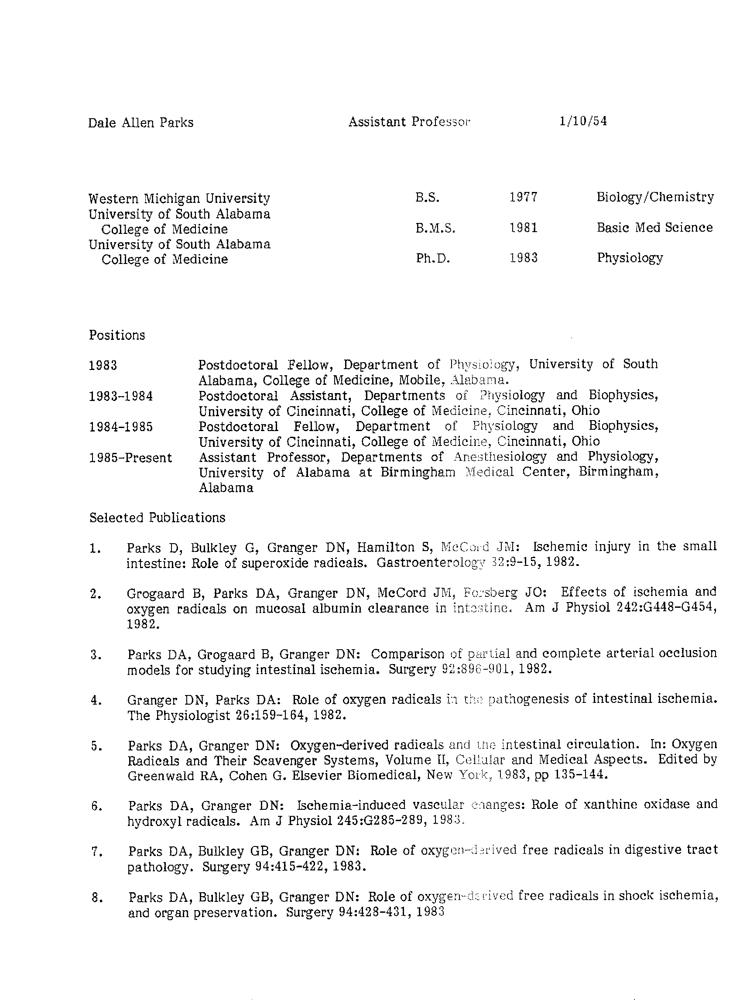 Dale Allen Parks Assistant Professor 1/10/54
Western Michigan University B.S. 1977 Biology/Chemistry
University of South Alabama
College of Medicine B.M.S. 1981 Basic Med Science
University of South Alabama
College of Medicine Ph.D. 1983 Physiology
Positions
1983 Postdoctoral Fellow, Department of Physiology, University of South
Alabama, College of Medicine, Mobile, Alabama.
1983-1984 Postdoctoral Assistant, Departments of Physiology and Biophysics,
University of Cincinnati, College of Medicine, Cincinnati, Ohio
1984-1985 Postdoctoral Fellow, Department of Physiology and Biophysics,
University of Cincinnati, College of Medicine, Cincinnati, Ohio
1985-Present Assistant Professor, Departments of Anesthesiology and Physiology,
University of Alabama at Birmingham Medical Center, Birmingham,
Alabama
Selected Publications
1. Parks D, Bulkley G, Granger DN, Hamilton S, McCord JM: Ischemic injury in the small
intestine: Role of superoxide radicals. Gastroenterology 32:9-15, 1982.
2. Grogaard B, Parks DA, Granger DN, McCord JM, Forsberg JO: Effects of ischemia and
oxygen radicals on mucosal albumin clearance in intestine. Am J Physiol 242:G448-G454,
1982.
3. Parks DA, Grogaard B, Granger DN: Comparison of partial and complete arterial occlusion
models for studying intestinal ischemia. Surgery 92:896-901, 1982.
4. Granger DN, Parks DA: Role of oxygen radicals in the pathogenesis of intestinal ischemia.
The Physiologist 26:159-164, 1982.
5. Parks DA, Granger DN: Oxygen-derived radicals and the intestinal circulation. In: Oxygen
Radicals and Their Scavenger Systems, Volume II, Cellular and Medical Aspects. Edited by
Greenwald RA, Cohen G. Elsevier Biomedical, New York, 1983, pp 135-144.
6. Parks DA, Granger DN: Ischemia-induced vascular changes: Role of xanthine oxidase and
hydroxyl radicals. Am J Physiol 245:G285-289, 1983.
7. Parks DA, Bulkley GB, Granger DN: Role of oxygen-derived free radicals in digestive tract
pathology. Surgery 94:415-422, 1983.
8. Parks DA, Bulkley GB, Granger DN: Role of oxygen-derived free radicals in shock ischemia,
and organ preservation. Surgery 94:428-431, 1983